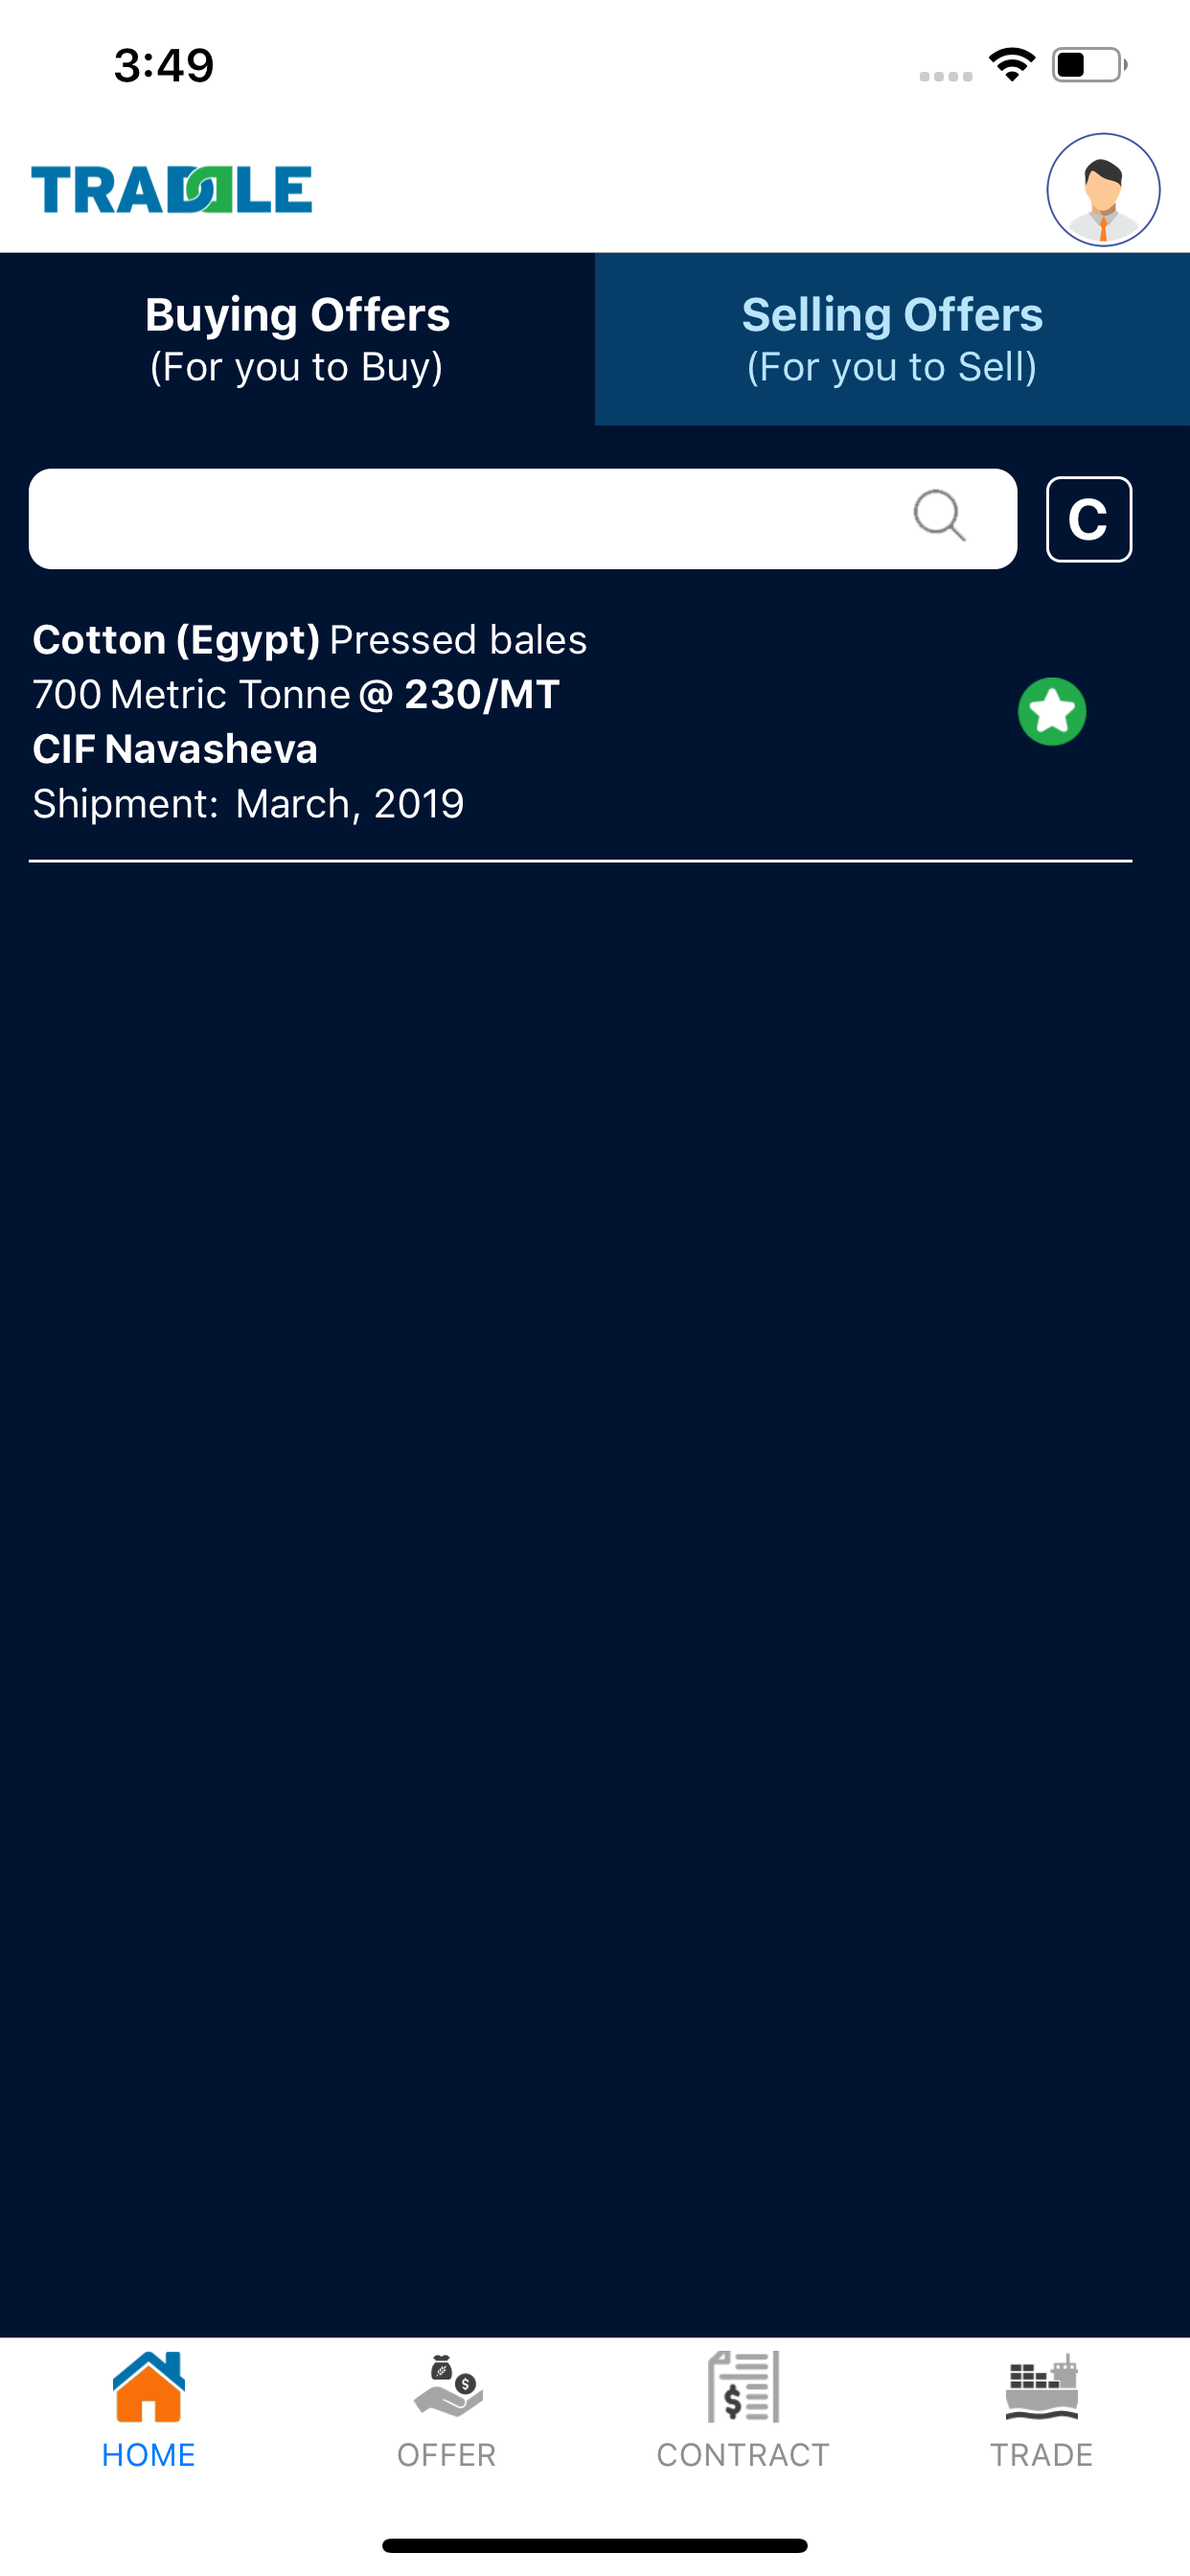 3:49
TRADDLE
Buying Offers
(For you to Buy)
Selling Offers
(For you to Sell)
C
Cotton (Egypt) Pressed bales
700 Metric Tonne @ 230/MT
CIF Navasheva
Shipment: March, 2019
HOME
OFFER
CONTRACT
TRADE